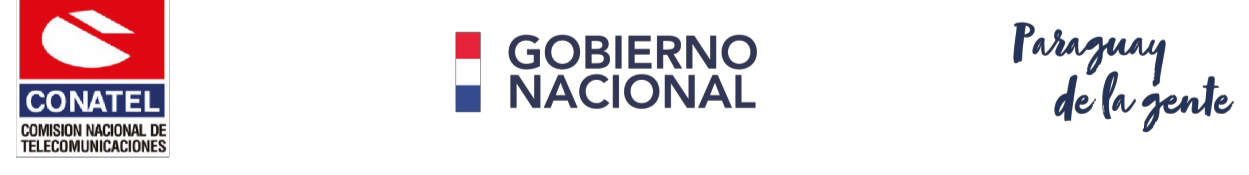 CONATEL
COMISION NACIONAL DE
TELECOMUNICACIONES
GOBIERNO
NACIONAL
Paraguay
de la gente